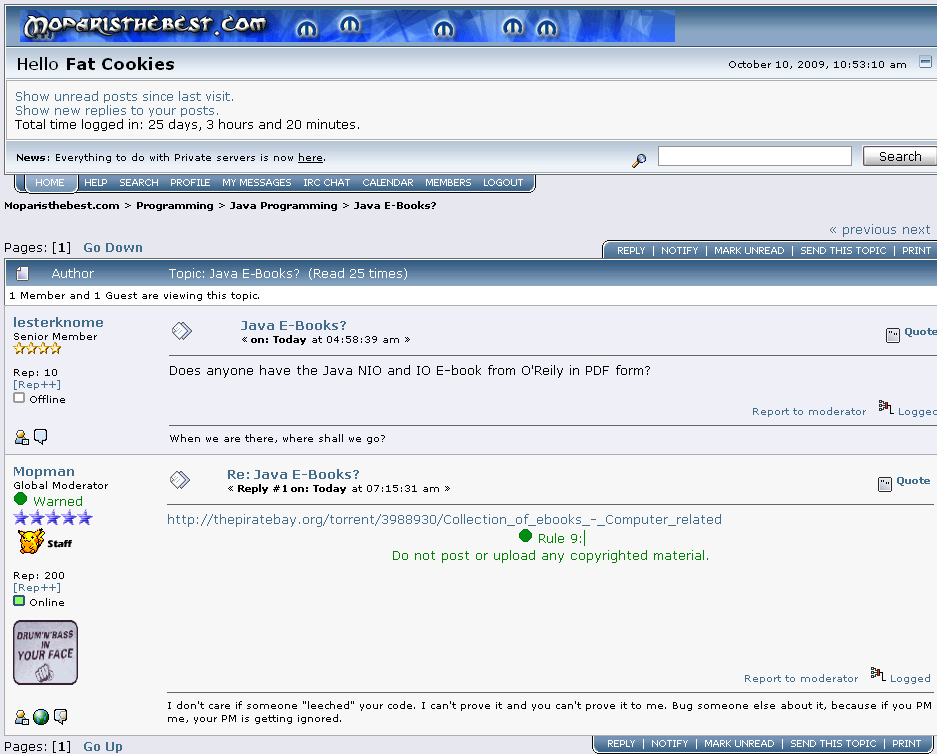 Moparisthebest.com
Hello Fat Cookies
October 10, 2009, 10:53:10 am
Show unread posts since last visit.
Show new replies to your posts.
Total time logged in: 25 days, 3 hours and 20 minutes.
News: Everything to do with Private servers is now here.
Search
HOME HELP SEARCH PROFILE MY MESSAGES IRC CHAT CALENDAR MEMBERS LOGOUT
Moparisthebest.com > Programming > Java Programming > Java E-Books?
« previous next
Pages: [1] Go Down
REPLY | NOTIFY | MARK UNREAD | SEND THIS TOPIC | PRINT
Author Topic: Java E-Books? (Read 25 times)
1 Member and 1 Guest are viewing this topic.
lesterknome
Senior Member
Rep: 10
[Rep++]
Offline
Java E-Books?
« on: Today at 04:58:39 am »
Quote
Does anyone have the Java NIO and IO E-book from O'Reily in PDF form?
Report to moderator Logged
When we are there, where shall we go?
Mopman
Global Moderator
Warned
Staff
Rep: 200
[Rep++]
Online
DRUM'N'BASS
IN
YOUR FACE
Re: Java E-Books?
« Reply #1 on: Today at 07:15:31 am »
Quote
http://thepiratebay.org/torrent/3988930/Collection_of_ebooks_-_Computer_related
Rule 9:|
Do not post or upload any copyrighted material.
Report to moderator Logged
I don't care if someone "leeched" your code. I can't prove it and you can't prove it to me. Bug someone else about it, because if you PM
me, your PM is getting ignored.
Pages: [1] Go Up
REPLY | NOTIFY | MARK UNREAD | SEND THIS TOPIC | PRINT